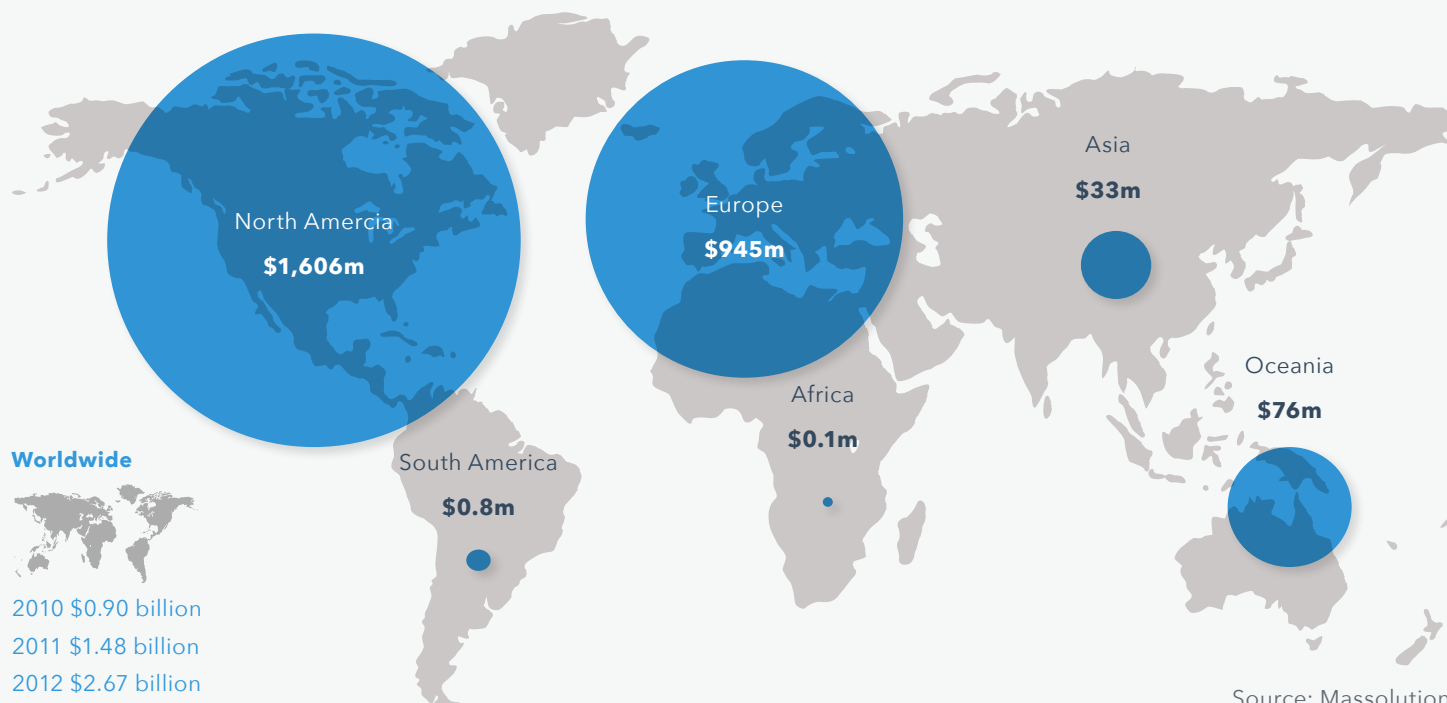 North Amercia
$1,606m
Europe
$945m
Asia
$33m
Oceania
$76m
Africa
$0.1m
South America
$0.8m
Worldwide
2010 $0.90 billion
2011 $1.48 billion
2012 $2.67 billion
Source: Massolution